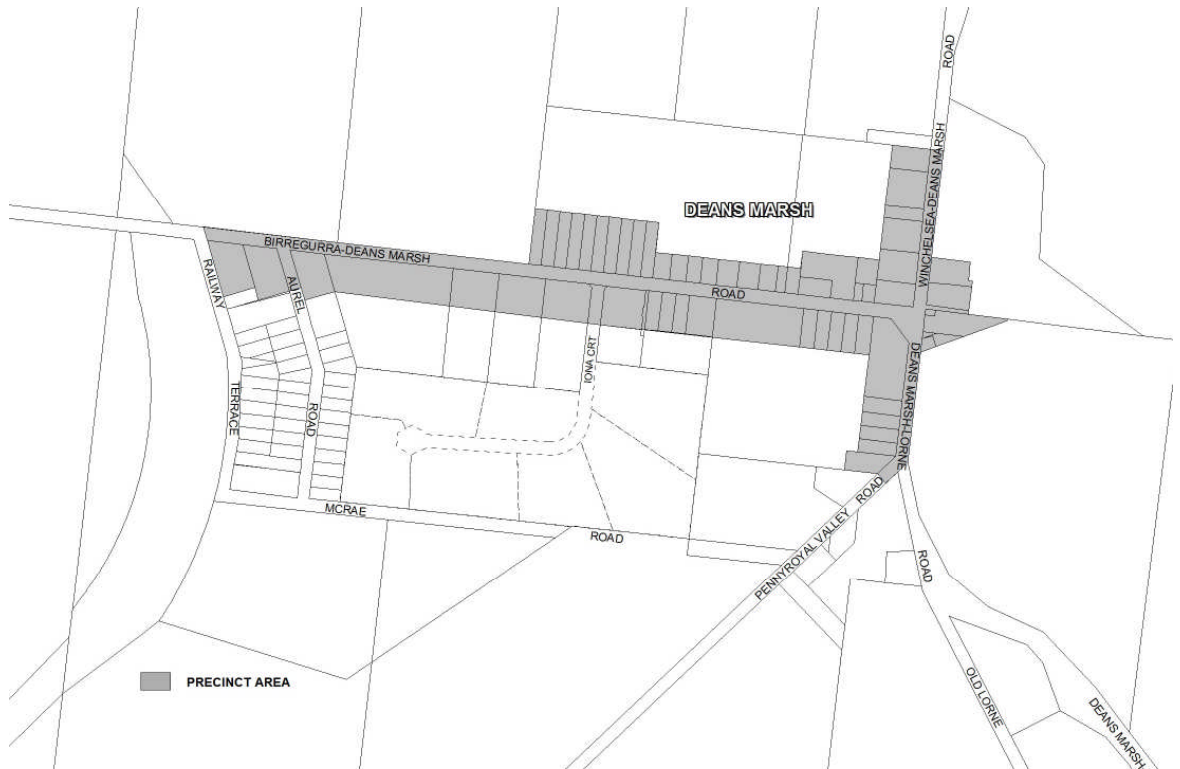 ROAD
WINCHELSEA-DEANS MARSH
DEANS MARSH
BIRREGURRA-DEANS MARSH
ROAD
RAILWAY
TERRACE
AUREL
ROAD
IONA CRT
DEANS MARSH-LORNE
MCRAE
ROAD
PENNYROYAL VALLEY ROAD
ROAD
OLD LORNE
DEANS MARSH
PRECINCT AREA